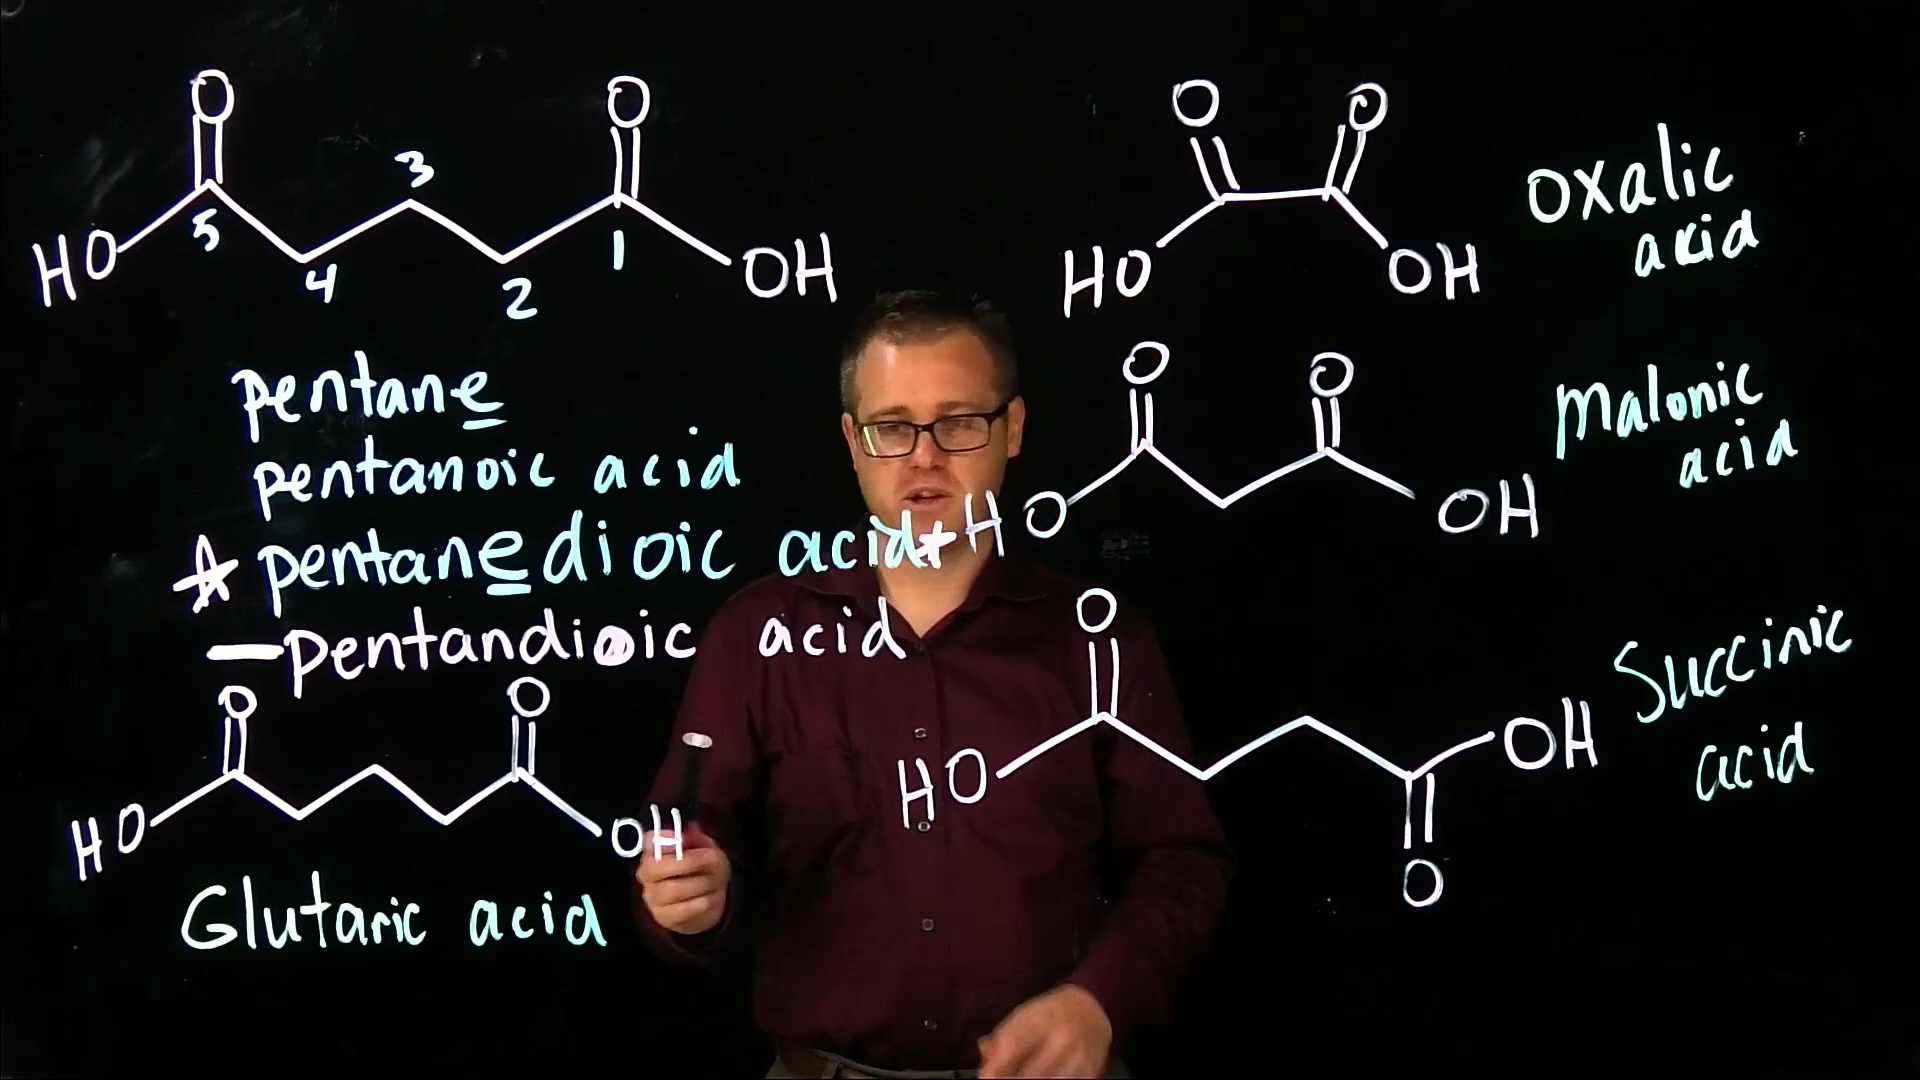 O
O
3
HO
5
4
2
1
OH
pentane
pentanoic acid
pentanedioic acid
pentandioic acid
O
O
HO
OH
Glutaric acid
O
O
HO
OH
Oxalic
acid
O
O
HO
OH
Malonic
acid
O
HO
OH
O
Succinic
acid